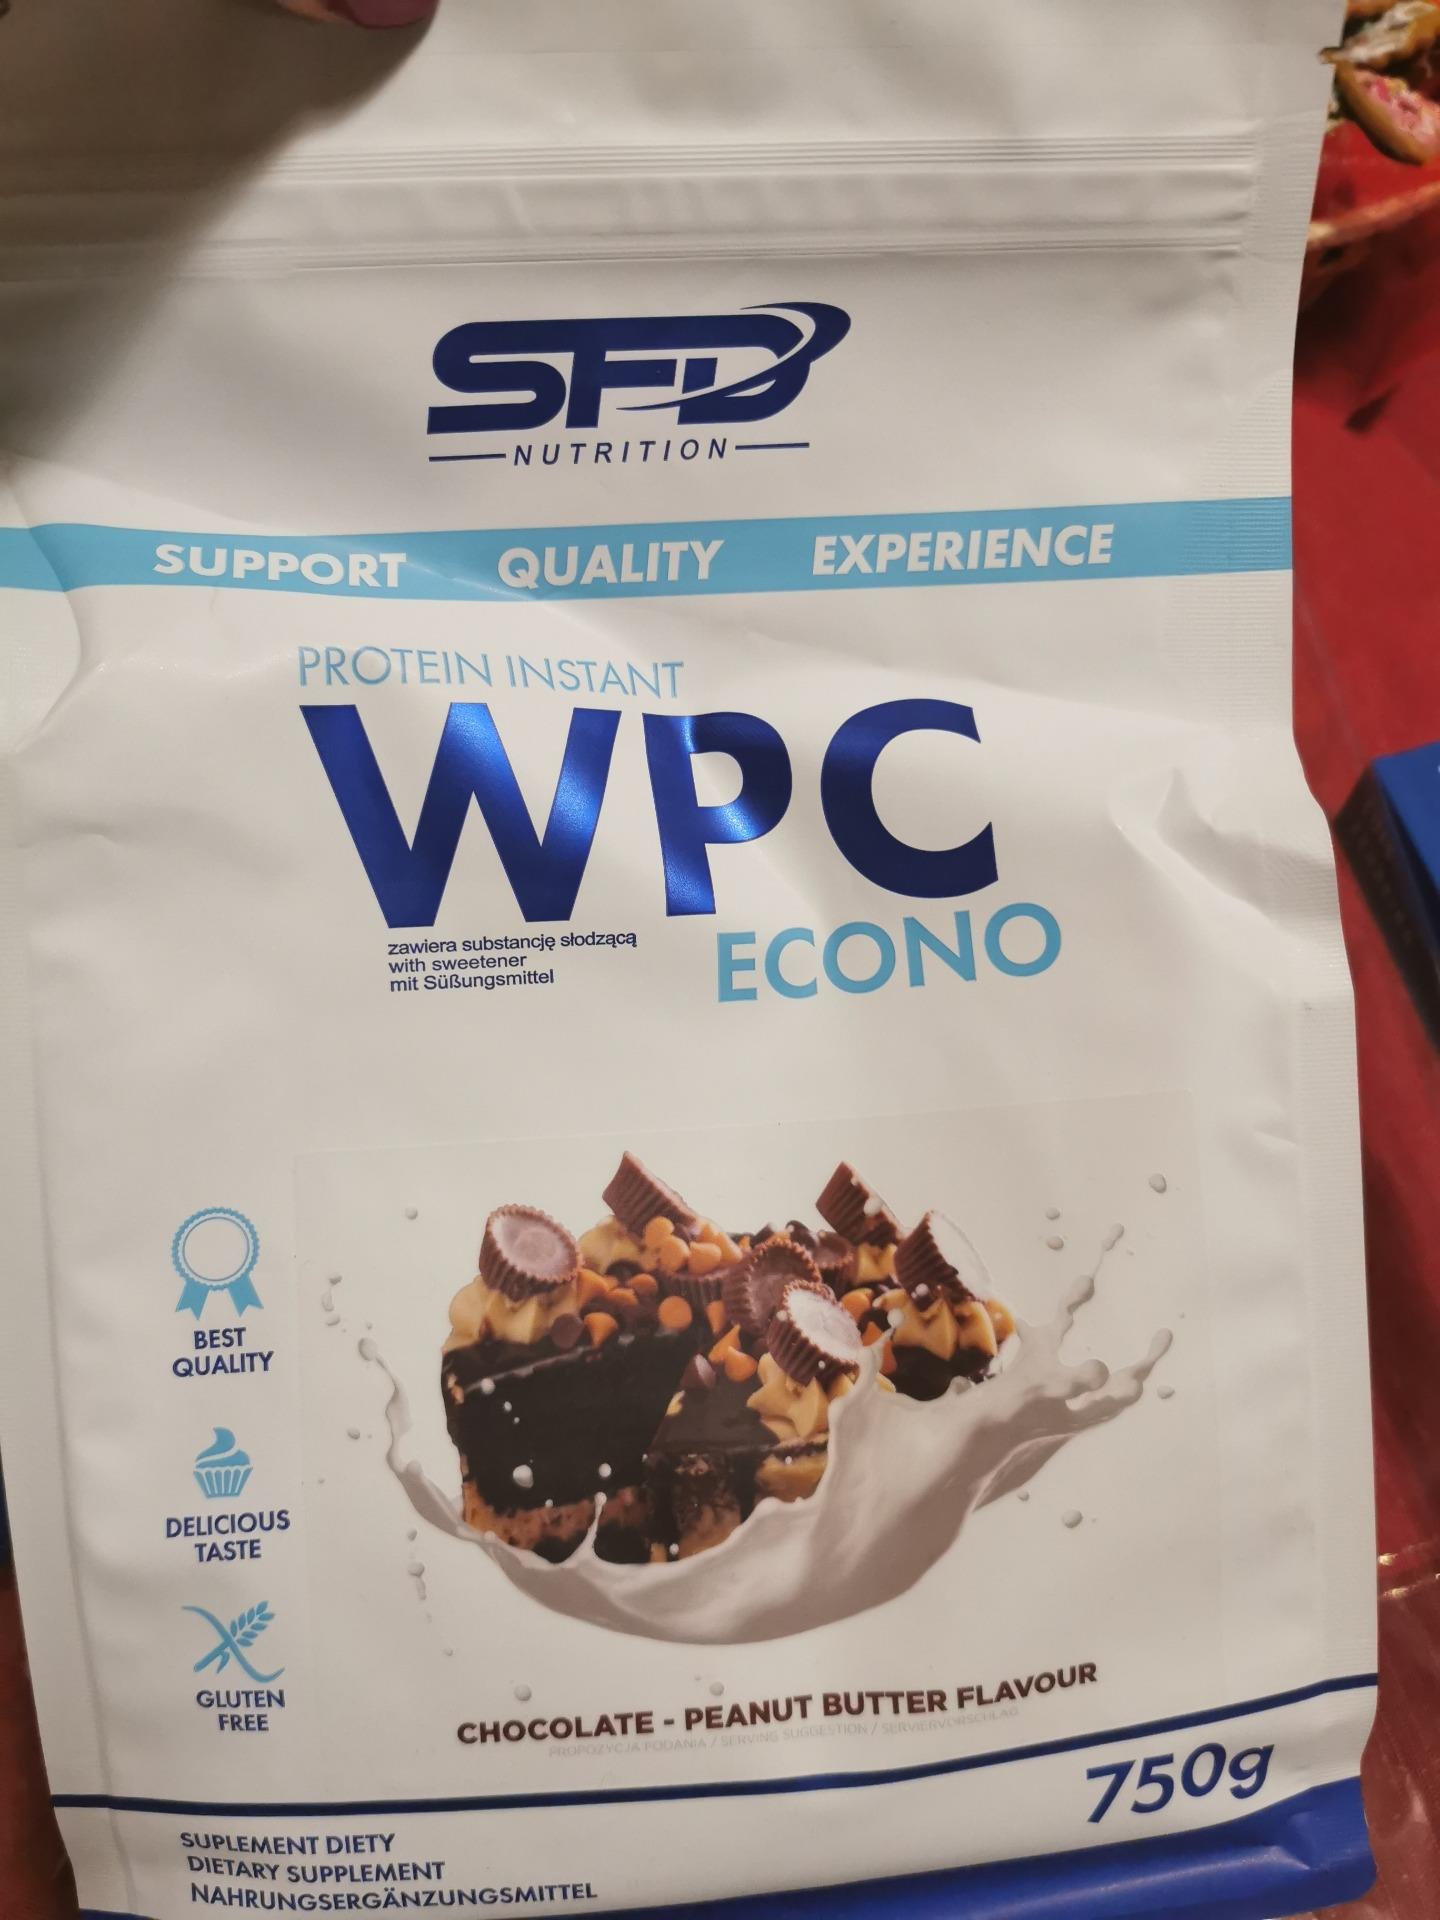 SFD
NUTRITION
SUPPORT QUALITY EXPERIENCE
PROTEIN INSTANT
WPC
ECONO
zawiera substancję słodzącą
with sweetener
mit Süßungsmittel
BEST
QUALITY
DELICIOUS
TASTE
GLUTEN
FREE
CHOCOLATE - PEANUT BUTTER FLAVOUR
PROPOZYCJA PODANIA / SERVING SUGGESTION / SERVIERVORSCHLAG
750g
SUPLEMENT DIETY
DIETARY SUPPLEMENT
NAHRUNGSERGÄNZUNGSMITTEL